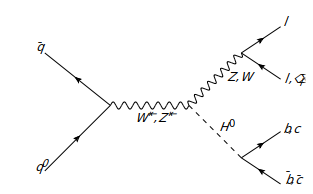 l
q̄
Z, W
W*, Z*
H⁰
b,c
b̄,c̄